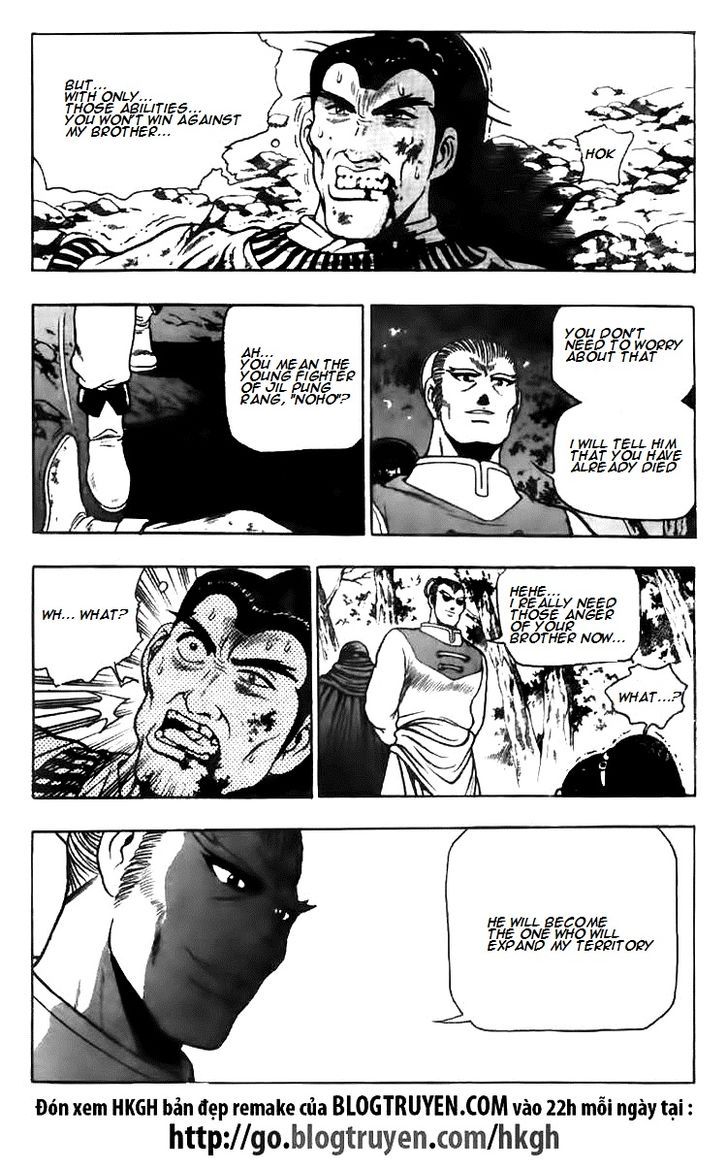 BUT...
WITH ONLY...
THOSE ABILITIES...
YOU WON'T WIN AGAINST
MY BROTHER...
HOK
AH...
YOU MEAN THE
YOUNG FIGHTER
OF JIL PUNG
RANG, "NOHO"?
YOU DON'T
NEED TO WORRY
ABOUT THAT
I WILL TELL HIM
THAT YOU HAVE
ALREADY DIED
WH... WHAT?
HEHE...
I REALLY NEED
THOSE ANGER
OF YOUR
BROTHER NOW...
WHAT...?
HE WILL BECOME
THE ONE WHO WILL
EXPAND MY TERRITORY
Đón xem HKGH bản đẹp remake của BLOGTRUYEN.COM vào 22h mỗi ngày tại :
http://go.blogtruyen.com/hkgh